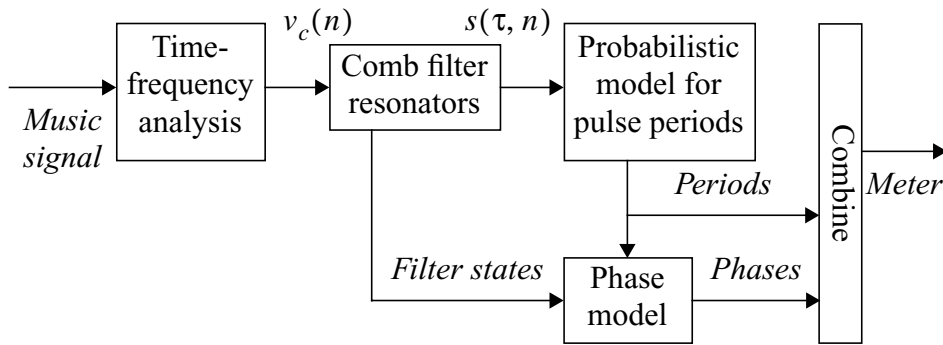 Music
signal
Time-
frequency
analysis
v_c(n)
Comb filter
resonators
s(τ, n)
Probabilistic
model for
pulse periods
Periods
Filter states
Phase
model
Phases
Combine
Meter